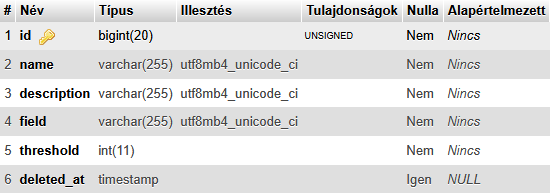 # Név Típus Illesztés Tulajdonságok Nulla Alapértelmezett
1 id bigint(20) UNSIGNED Nem Nincs
2 name varchar(255) utf8mb4_unicode_ci Nem Nincs
3 description varchar(255) utf8mb4_unicode_ci Nem Nincs
4 field varchar(255) utf8mb4_unicode_ci Nem Nincs
5 threshold int(11) Nem Nincs
6 deleted_at timestamp Igen NULL